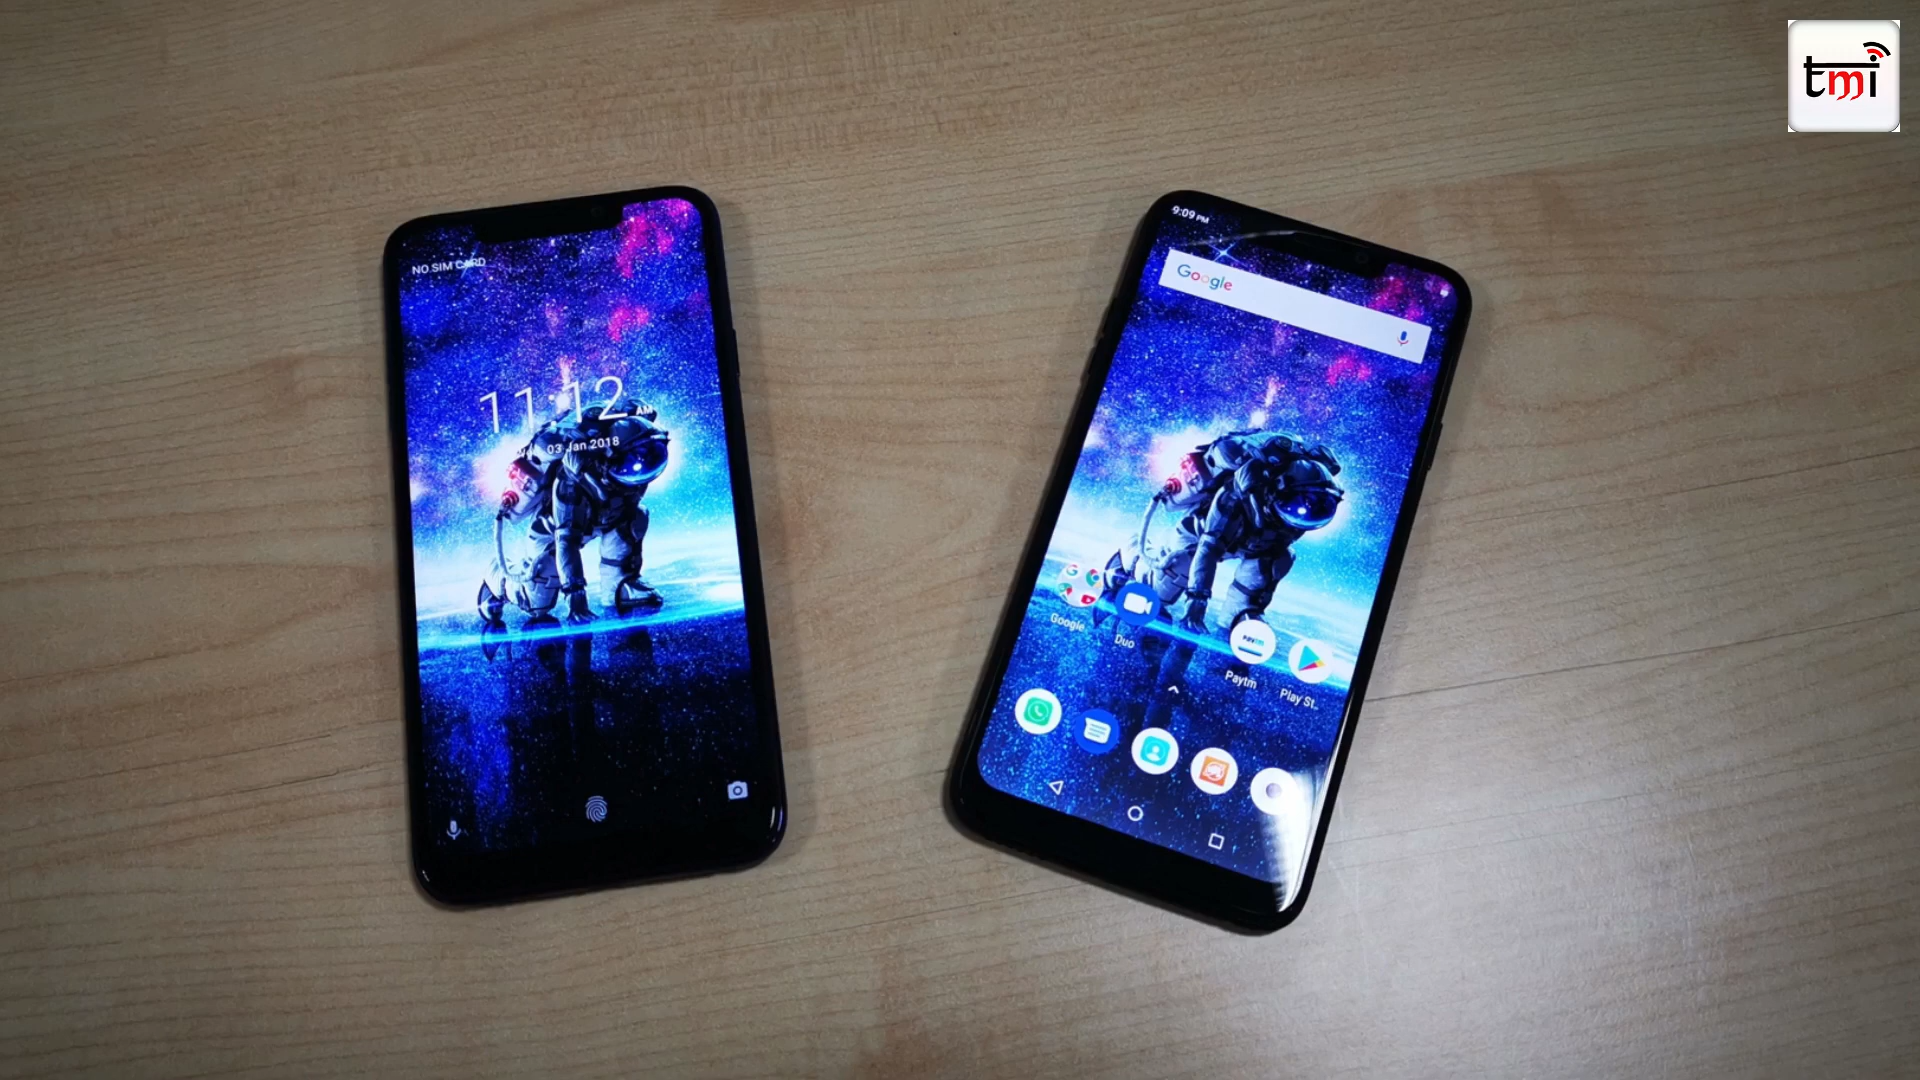 tmi
NO SIM CARD
11:12 AM
03 Jan 2018
9:09 PM
Google
Google
Duo
Paytm
Paytm
Play St..